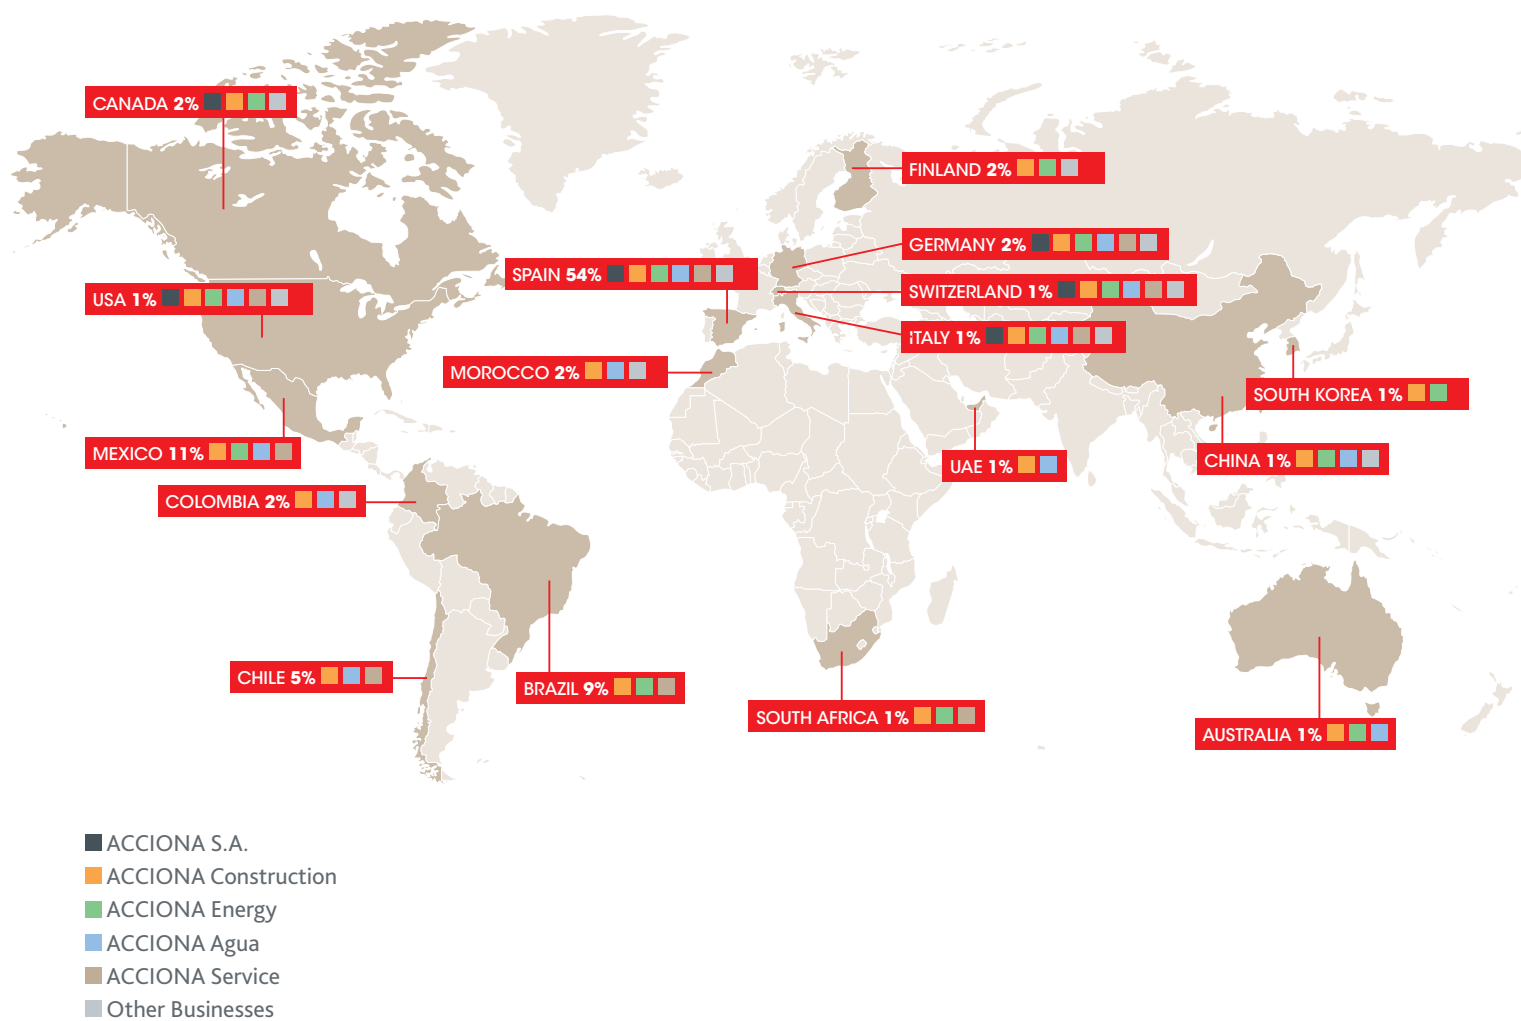 CANADA 2%
FINLAND 2%
GERMANY 2%
SPAIN 54%
SWITZERLAND 1%
USA 1%
ITALY 1%
MOROCCO 2%
SOUTH KOREA 1%
MEXICO 11%
CHINA 1%
UAE 1%
COLOMBIA 2%
CHILE 5%
BRAZIL 9%
SOUTH AFRICA 1%
AUSTRALIA 1%
ACCIONA S.A.
ACCIONA Construction
ACCIONA Energy
ACCIONA Agua
ACCIONA Service
Other Businesses